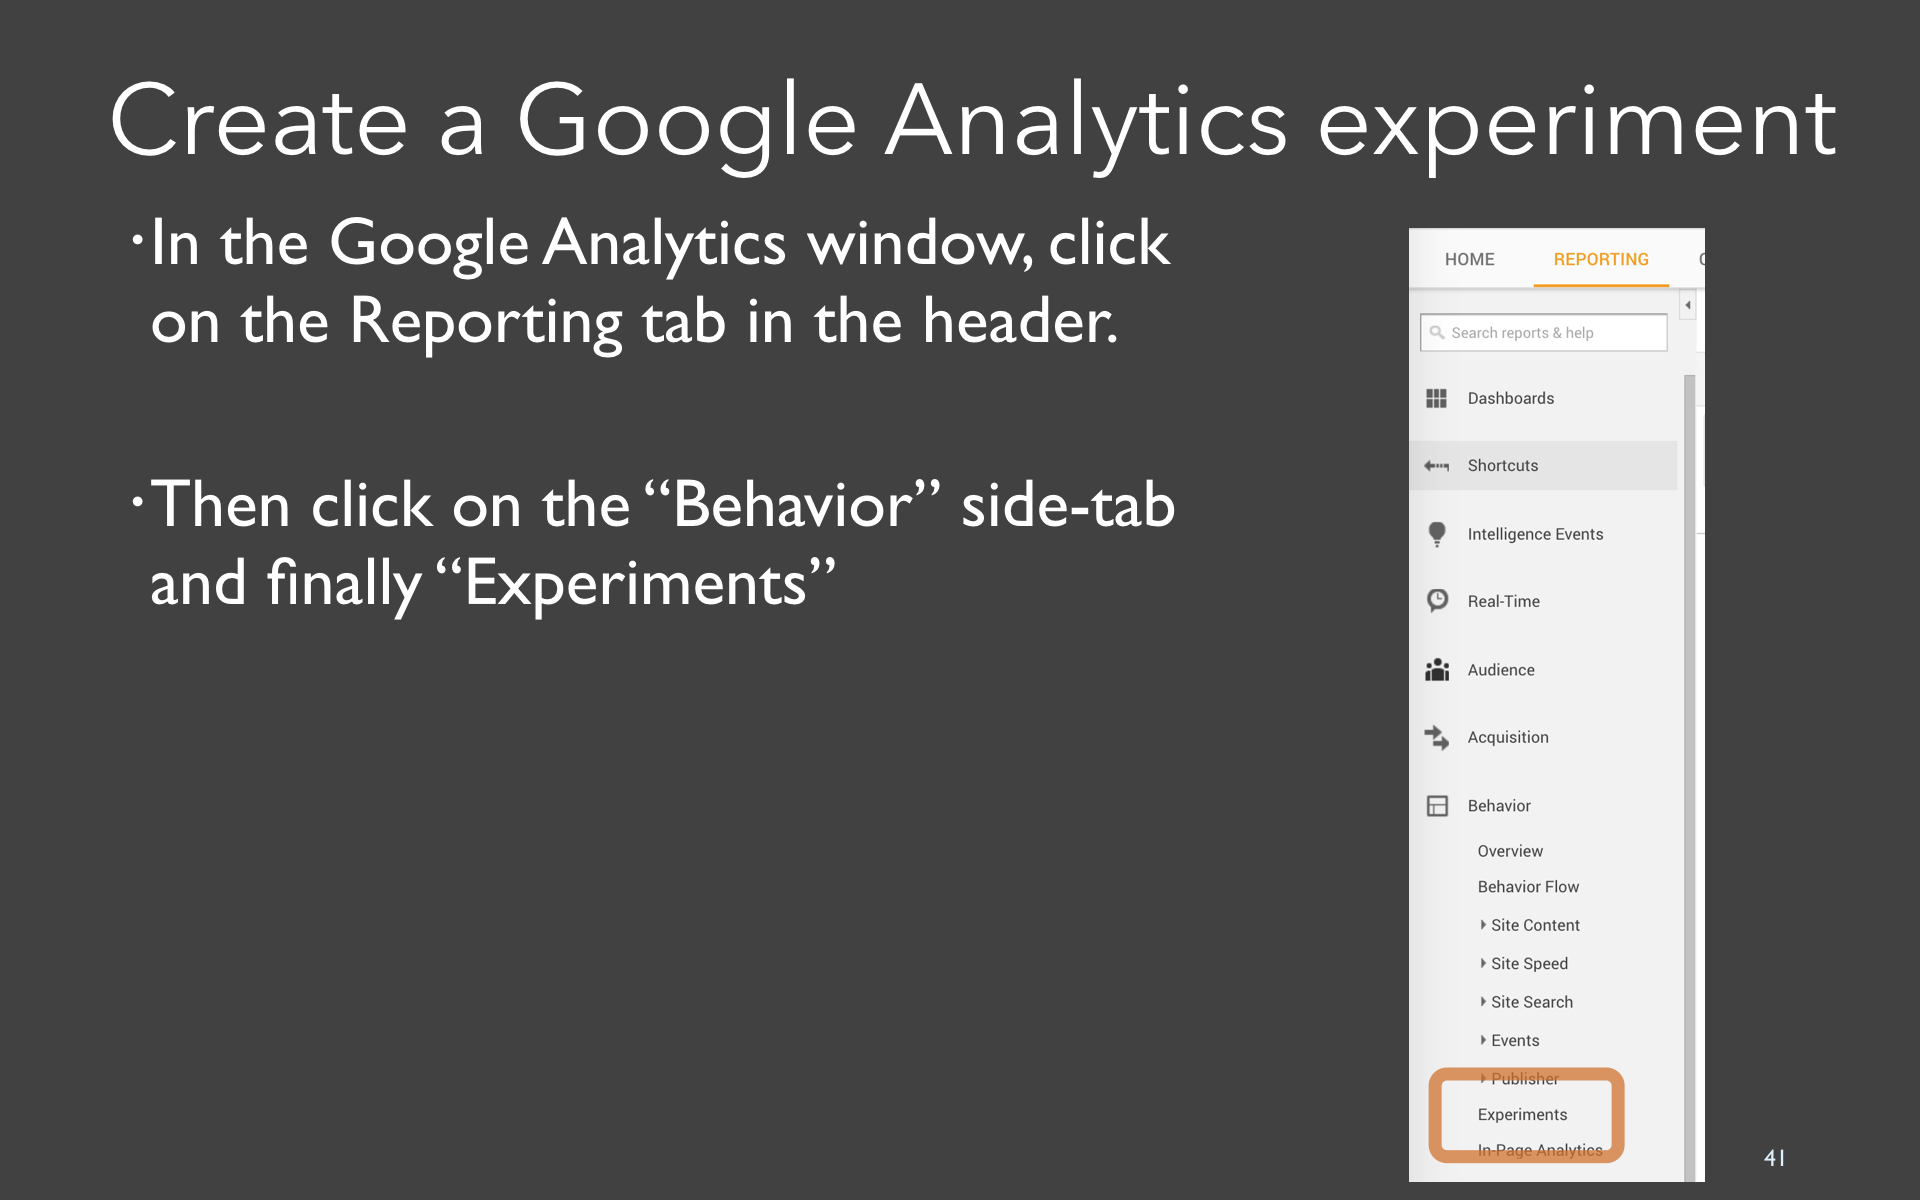 Create a Google Analytics experiment
•In the Google Analytics window, click
on the Reporting tab in the header.
•Then click on the “Behavior” side-tab
and finally “Experiments”
HOME REPORTING
Search reports & help
Dashboards
Shortcuts
Intelligence Events
Real-Time
Audience
Acquisition
Behavior
Overview
Behavior Flow
Site Content
Site Speed
Site Search
Events
Publisher
Experiments
In-Page Analytics
41